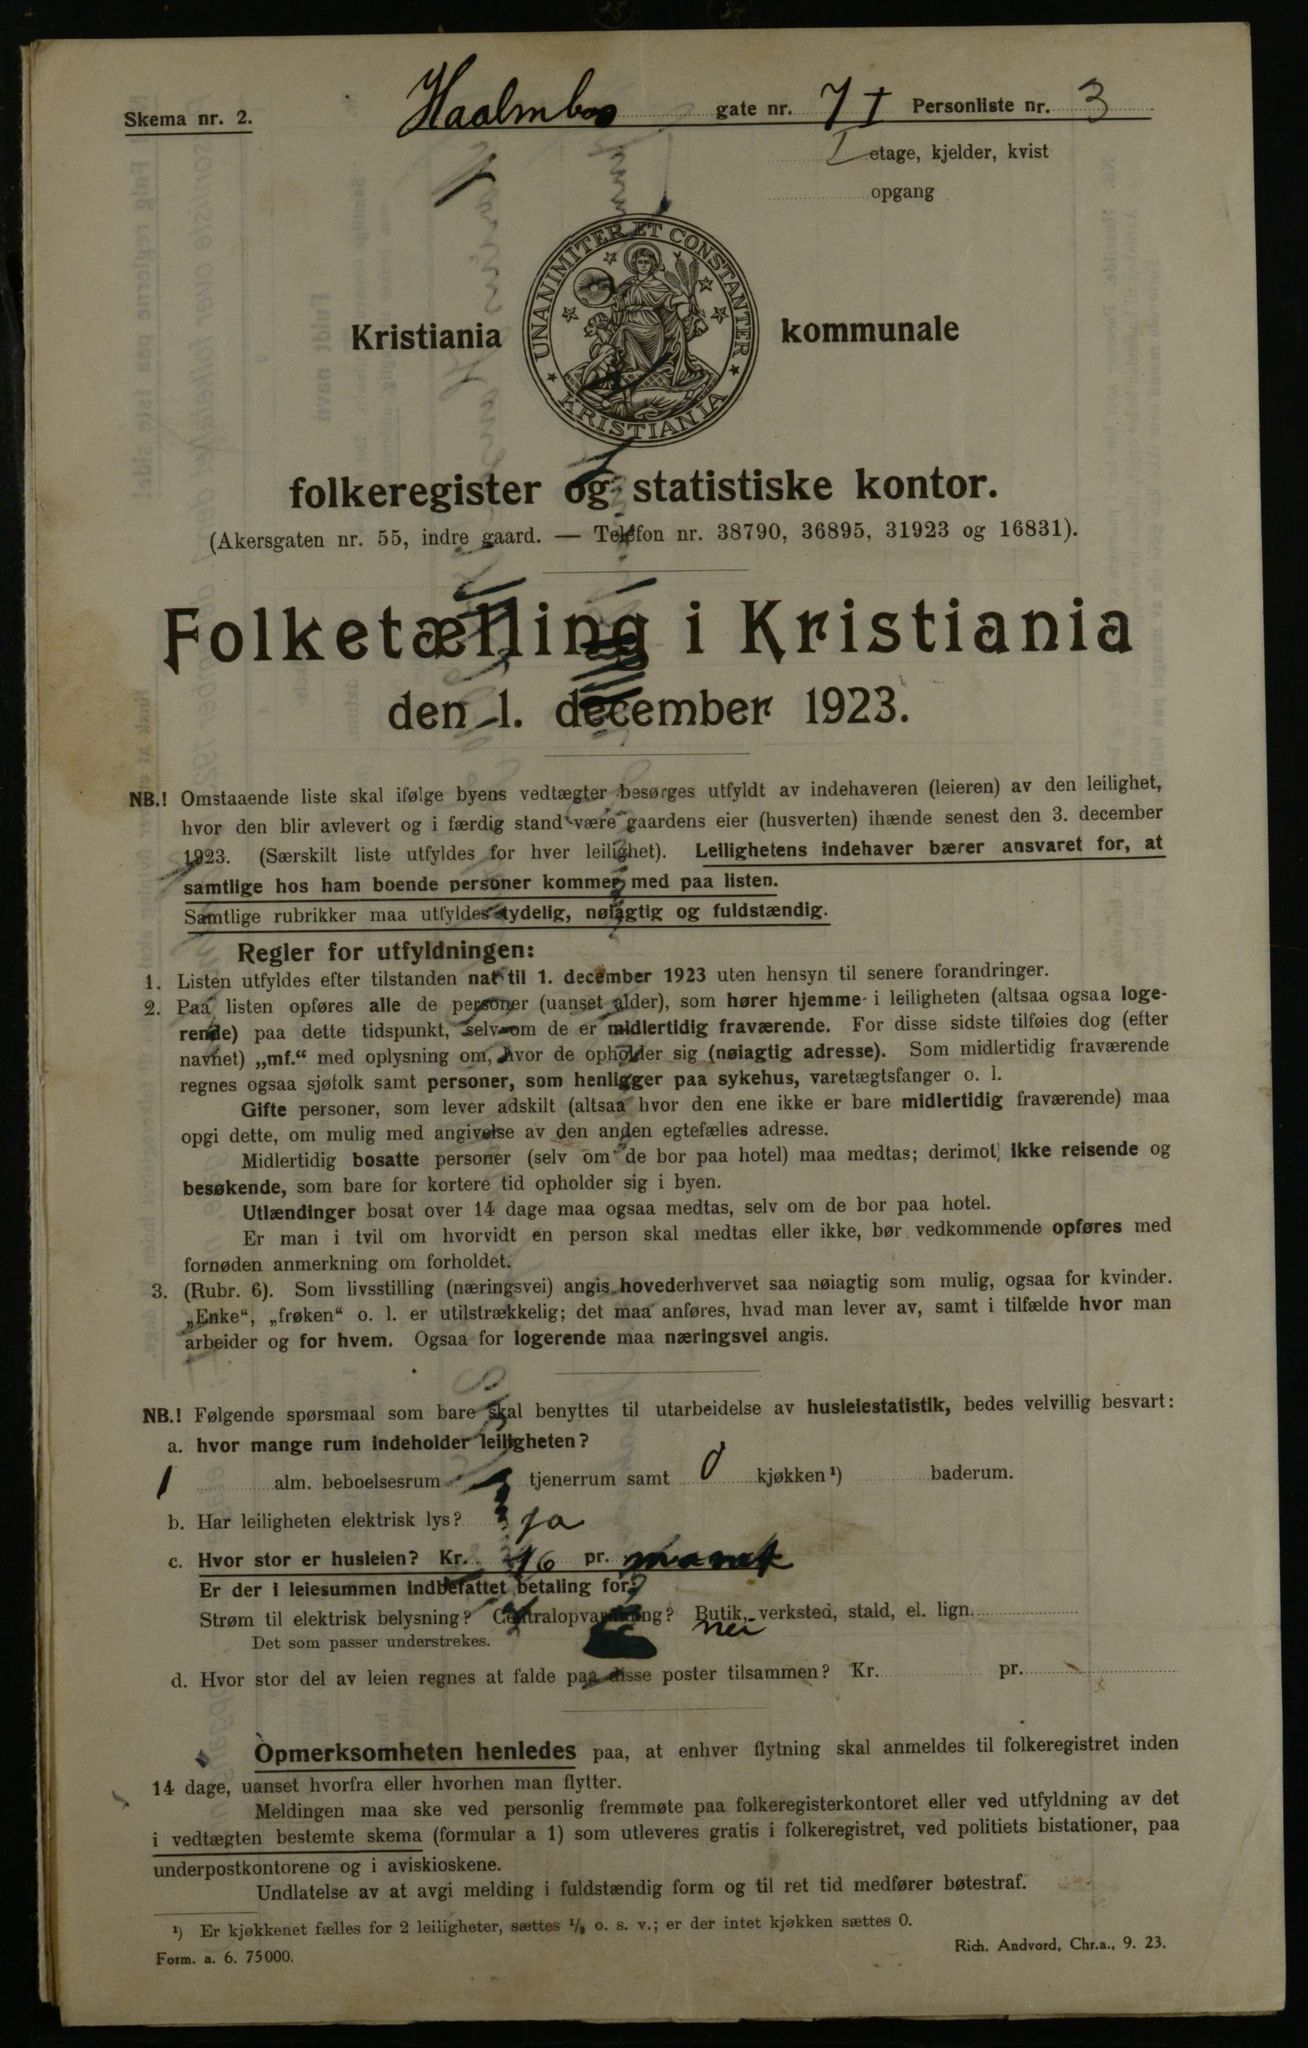 Skema nr. 2.
gate nr. 7 I Personliste nr. 3
I etage, kjelder, kvist
opgang
UNANIMITER ET CONSTANTER
KRISTIANIA
Kristiania kommunale
folkeregister og statistiske kontor.
(Akersgaten nr. 55, indre gaard. — Telefon nr. 38790, 36895, 31923 og 16831).
Folketælling i Kristiania
den 1. december 1923.
NB.! Omstaaende liste skal ifølge byens vedtægter besørges utfyldt av indehaveren (leieren) av den leilighet,
hvor den blir avlevert og i færdig stand være gaardens eier (husverten) ihænde senest den 3. december
1923. (Særskilt liste utfyldes for hver leilighet). Leilighetens indehaver bærer ansvaret for, at
samtlige hos ham boende personer kommer med paa listen.
Samtlige rubrikker maa utfyldes tydelig, nøiagtig og fuldstændig.
Regler for utfyldningen:
1. Listen utfyldes efter tilstanden nat til 1. december 1923 uten hensyn til senere forandringer.
2. Paa listen opføres alle de personer (uanset alder), som hører hjemme i leiligheten (altsaa ogsaa loge-
rende) paa dette tidspunkt, selv om de er midlertidig fraværende. For disse sidste tilføies dog (efter
navnet) „mf.“ med oplysning om, hvor de opholder sig (nøiagtig adresse). Som midlertidig fraværende
regnes ogsaa sjøfolk samt personer, som henligger paa sykehus, varetægtsfanger o. l.
Gifte personer, som lever adskilt (altsaa hvor den ene ikke er bare midlertidig fraværende) maa
opgi dette, om mulig med angivelse av den anden egtefælles adresse.
Midlertidig bosatte personer (selv om de bor paa hotel) maa medtas; derimot ikke reisende og
besøkende, som bare for kortere tid opholder sig i byen.
Utlændinger bosat over 14 dage maa ogsaa medtas, selv om de bor paa hotel.
Er man i tvil om hvorvidt en person skal medtas eller ikke, bør vedkommende opføres med
fornøden anmerkning om forholdet.
3. (Rubr. 6). Som livsstilling (næringsvei) angis hovederhvervet saa nøiagtig som mulig, ogsaa for kvinder.
„Enke“, „frøken“ o. l. er utilstrækkelig; det maa anføres, hvad man lever av, samt i tilfælde hvor man
arbeider og for hvem. Ogsaa for logerende maa næringsvei angis.
NB.! Følgende spørsmaal som bare skal benyttes til utarbeidelse av husleiestatistik, bedes velvillig besvart:
a. hvor mange rum indeholder leiligheten?
1 alm. beboelsesrum tjenerrum samt 0 kjøkken ¹) baderum.
b. Har leiligheten elektrisk lys? ja
c. Hvor stor er husleien? Kr. 16 pr.
Er der i leiesummen indbefattet betaling for:
Strøm til elektrisk belysning? Centralopvarmning? Butik, verksted, stald, el. lign.
nei
Det som passer understrekes.
d. Hvor stor del av leien regnes at falde paa disse poster tilsammen? Kr. pr.
Opmerksomheten henledes paa, at enhver flytning skal anmeldes til folkeregistret inden
14 dage, uanset hvorfra eller hvorhen man flytter.
Meldingen maa ske ved personlig fremmøte paa folkeregisterkontoret eller ved utfyldning av det
i vedtægten bestemte skema (formular a 1) som utleveres gratis i folkeregistret, ved politiets bistationer, paa
underpostkontorene og i aviskioskene.
Undlatelse av at avgi melding i fuldstændig form og til ret tid medfører bøtestraf.
¹) Er kjøkkenet fælles for 2 leiligheter, sættes ½ o. s. v.; er der intet kjøkken sættes 0.
Form. a. 6. 75000.
Rich. Andvord, Chr.a., 9. 23.